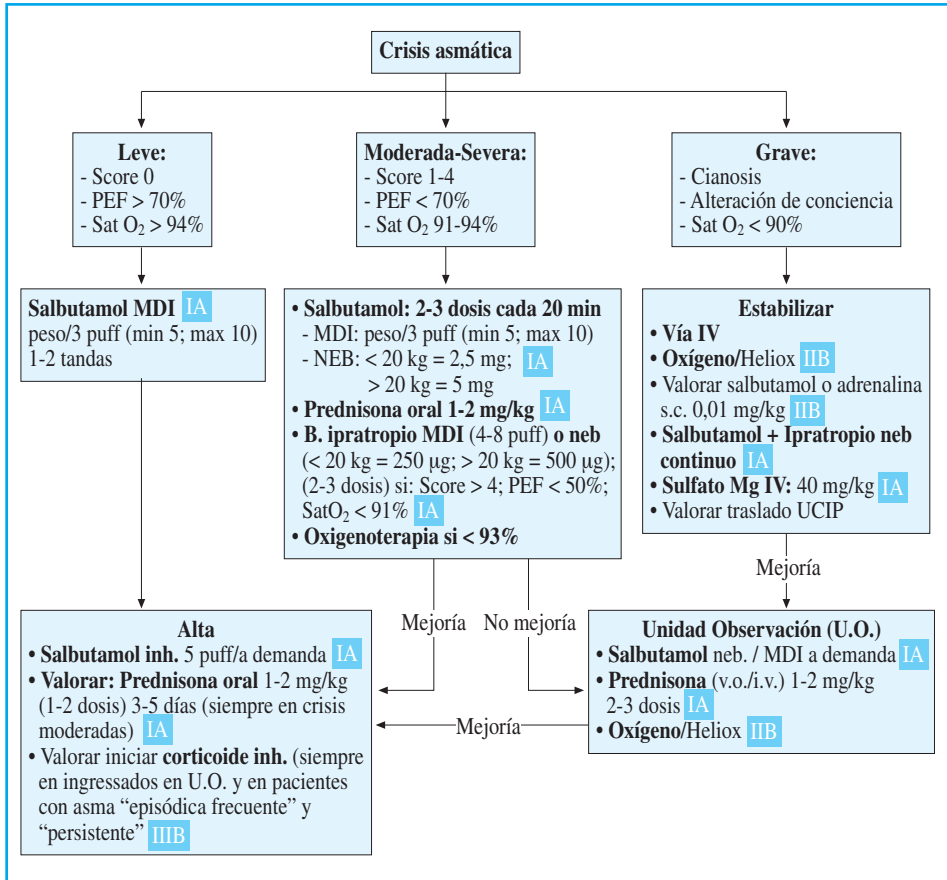 Crisis asmática
Leve:
- Score 0
- PEF > 70%
- Sat O2 > 94%
Moderada-Severa:
- Score 1-4
- PEF < 70%
- Sat O2 91-94%
Grave:
- Cianosis
- Alteración de conciencia
- Sat O2 < 90%
Salbutamol MDI IA
peso/3 puff (min 5; max 10)
1-2 tandas
• Salbutamol: 2-3 dosis cada 20 min
- MDI: peso/3 puff (min 5; max 10)
- NEB: < 20 kg = 2,5 mg; IA
> 20 kg = 5 mg
• Prednisona oral 1-2 mg/kg IA
• B. ipratropio MDI (4-8 puff) o neb
(< 20 kg = 250 µg; > 20 kg = 500 µg);
(2-3 dosis) si: Score > 4; PEF < 50%;
SatO2 < 91% IA
• Oxigenoterapia si < 93%
Estabilizar
• Vía IV
• Oxígeno/Heliox IIB
• Valorar salbutamol o adrenalina
s.c. 0,01 mg/kg IIB
• Salbutamol + Ipratropio neb
continuo IA
• Sulfato Mg IV: 40 mg/kg IA
• Valorar traslado UCIP
Mejoría
Mejoría
No mejoría
Alta
• Salbutamol inh. 5 puff/a demanda IA
• Valorar: Prednisona oral 1-2 mg/kg
(1-2 dosis) 3-5 días (siempre en crisis
moderadas) IA
• Valorar iniciar corticoide inh. (siempre
en ingressados en U.O. y en pacientes
con asma “episódica frecuente” y
“persistente” IIIB
Mejoría
Unidad Observación (U.O.)
• Salbutamol neb. / MDI a demanda IA
• Prednisona (v.o./i.v.) 1-2 mg/kg
2-3 dosis IA
• Oxígeno/Heliox IIB